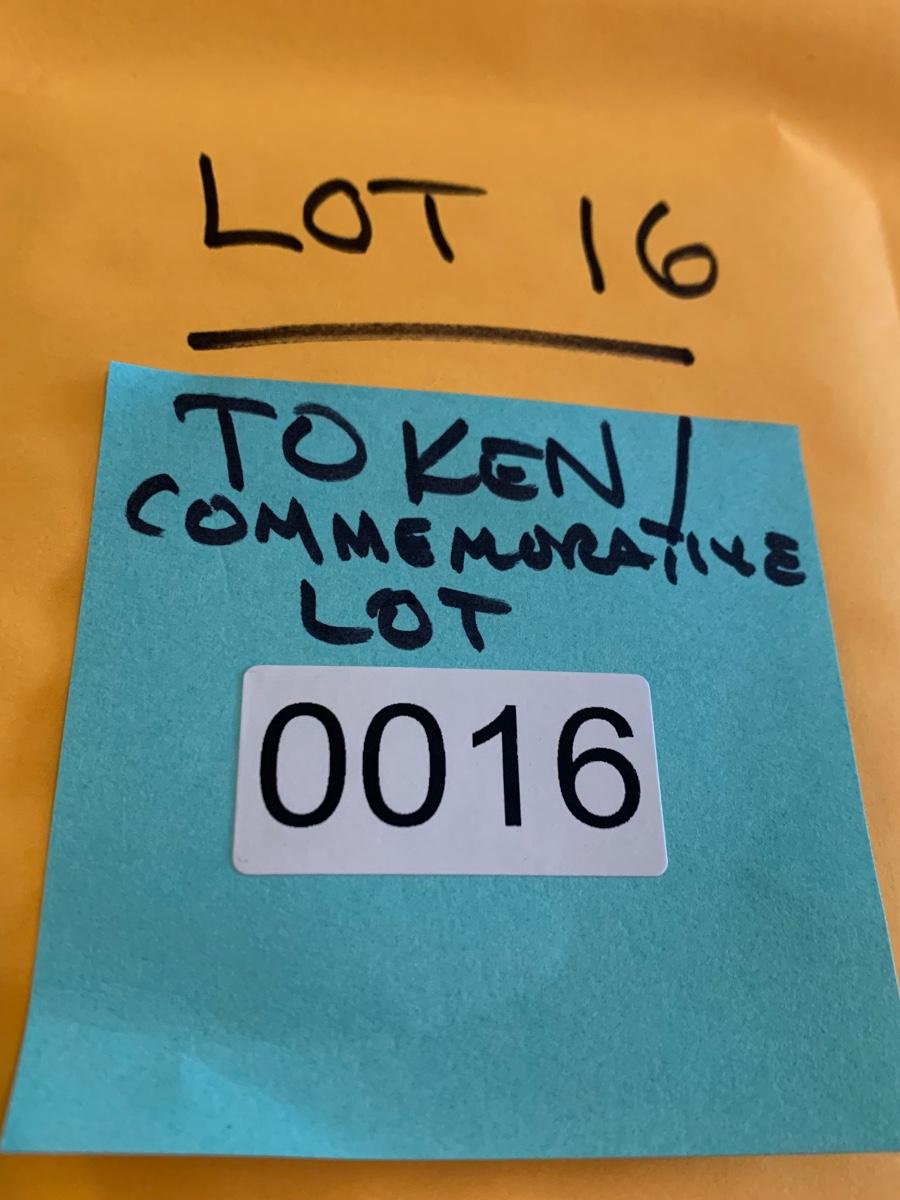 LOT 16
TOKEN/
COMMEMORATIVE
LOT
0016